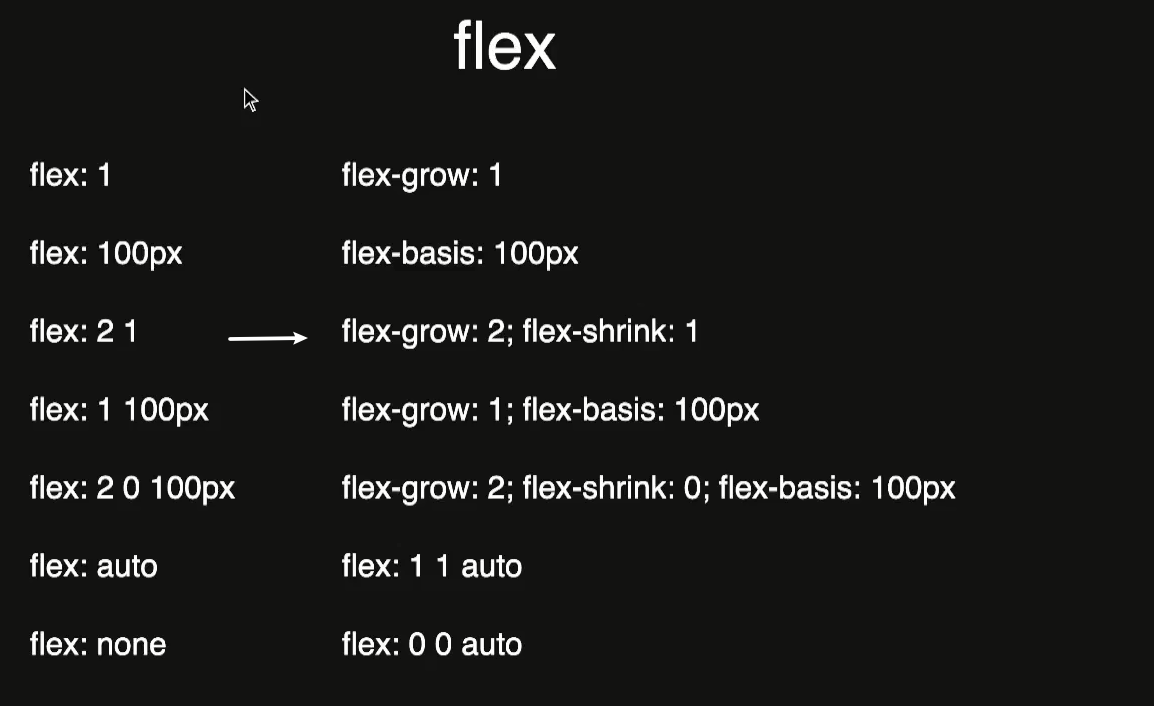 flex
flex: 1 flex-grow: 1
flex: 100px flex-basis: 100px
flex: 2 1 flex-grow: 2; flex-shrink: 1
flex: 1 100px flex-grow: 1; flex-basis: 100px
flex: 2 0 100px flex-grow: 2; flex-shrink: 0; flex-basis: 100px
flex: auto flex: 1 1 auto
flex: none flex: 0 0 auto